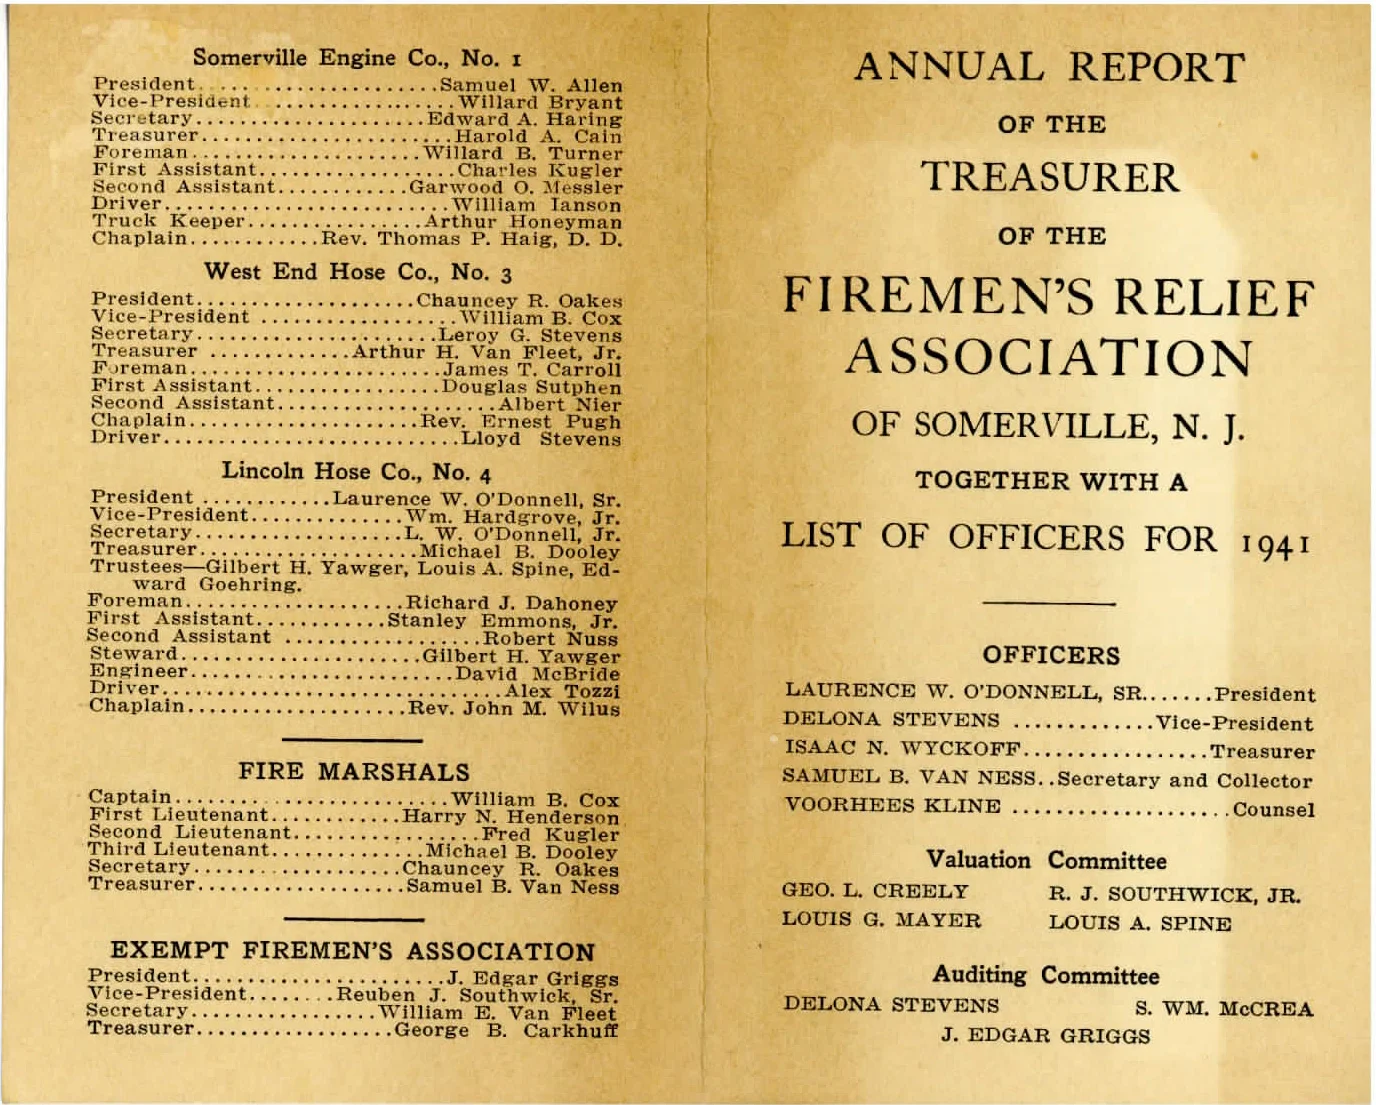 Somerville Engine Co., No. 1
President.....................Samuel W. Allen
Vice-President................Willard Bryant
Secretary.....................Edward A. Haring
Treasurer.....................Harold A. Cain
Foreman.....................Willard B. Turner
First Assistant..................Charles Kugler
Second Assistant............Garwood O. Messler
Driver.........................William Ianson
Truck Keeper................Arthur Honeyman
Chaplain............Rev. Thomas P. Haig, D. D.
West End Hose Co., No. 3
President....................Chauncey R. Oakes
Vice-President ..................William B. Cox
Secretary......................Leroy G. Stevens
Treasurer ............Arthur H. Van Fleet, Jr.
Foreman.......................James T. Carroll
First Assistant.................Douglas Sutphen
Second Assistant....................Albert Nier
Chaplain.....................Rev. Ernest Pugh
Driver...........................Lloyd Stevens
Lincoln Hose Co., No. 4
President ............Laurence W. O'Donnell, Sr.
Vice-President..............Wm. Hardgrove, Jr.
Secretary...................L. W. O'Donnell, Jr.
Treasurer....................Michael B. Dooley
Trustees—Gilbert H. Yawger, Louis A. Spine, Ed-
ward Goehring.
Foreman....................Richard J. Dahoney
First Assistant............Stanley Emmons, Jr.
Second Assistant ..................Robert Nuss
Steward......................Gilbert H. Yawger
Engineer........................David McBride
Driver...............................Alex Tozzi
Chaplain....................Rev. John M. Wilus
FIRE MARSHALS
Captain.........................William B. Cox
First Lieutenant............Harry N. Henderson
Second Lieutenant.................Fred Kugler
Third Lieutenant..............Michael B. Dooley
Secretary...................Chauncey R. Oakes
Treasurer...................Samuel B. Van Ness
EXEMPT FIREMEN'S ASSOCIATION
President.......................J. Edgar Griggs
Vice-President........Reuben J. Southwick, Sr.
Secretary.................William E. Van Fleet
Treasurer..................George B. Carkhuff
ANNUAL REPORT
OF THE
TREASURER
OF THE
FIREMEN'S RELIEF
ASSOCIATION
OF SOMERVILLE, N. J.
TOGETHER WITH A
LIST OF OFFICERS FOR 1941
OFFICERS
LAURENCE W. O'DONNELL, SR.......President
DELONA STEVENS .............Vice-President
ISAAC N. WYCKOFF.................Treasurer
SAMUEL B. VAN NESS..Secretary and Collector
VOORHEES KLINE ....................Counsel
Valuation Committee
GEO. L. CREELY R. J. SOUTHWICK, JR.
LOUIS G. MAYER LOUIS A. SPINE
Auditing Committee
DELONA STEVENS S. WM. McCREA
J. EDGAR GRIGGS